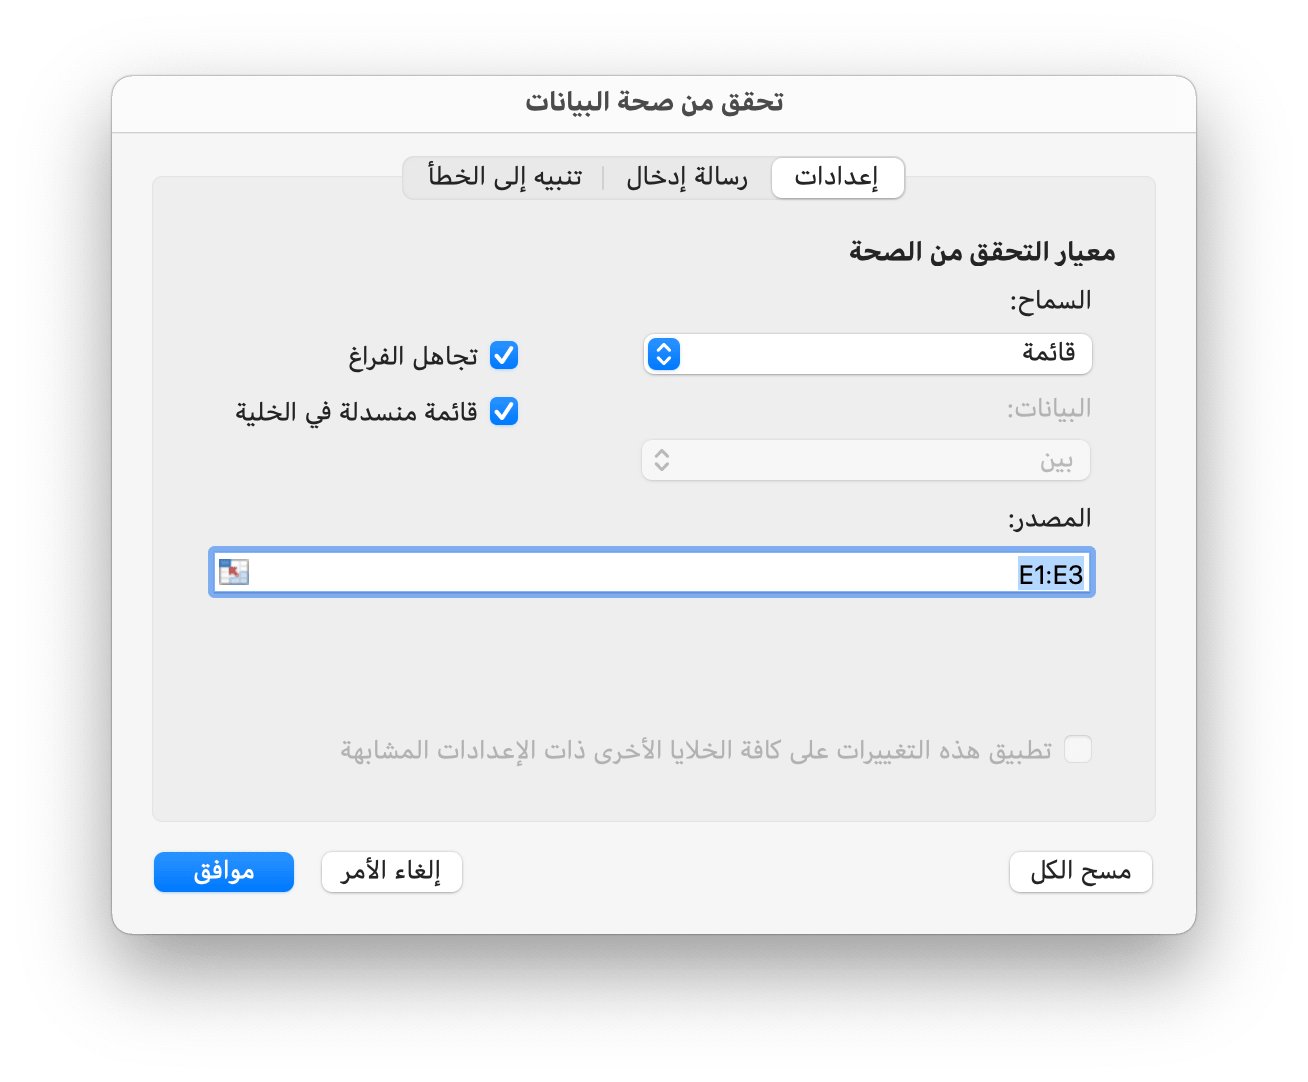 تحقق من صحة البيانات
إعدادات رسالة إدخال تنبيه إلى الخطأ
معيار التحقق من الصحة
السماح:
قائمة
تجاهل الفراغ
البيانات:
قائمة منسدلة في الخلية
بين
المصدر:
E1:E3
تطبيق هذه التغييرات على كافة الخلايا الأخرى ذات الإعدادات المشابهة
مسح الكل إلغاء الأمر موافق